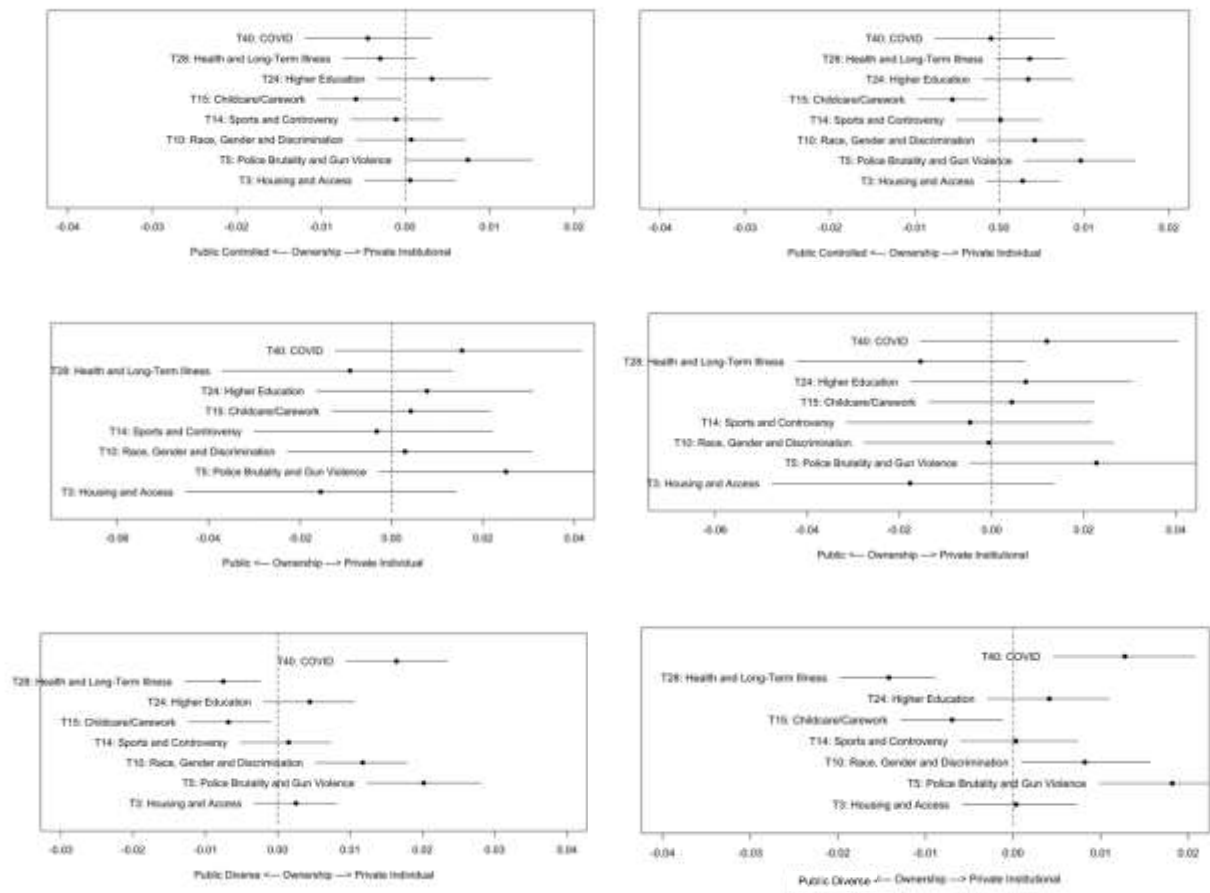 T40: COVID
T28: Health and Long-Term Illness
T24: Higher Education
T15: Childcare/Carework
T14: Sports and Controversy
T10: Race, Gender and Discrimination
T5: Police Brutality and Gun Violence
T3: Housing and Access
-0.04 -0.03 -0.02 -0.01 0.00 0.01 0.02
Public Controlled <--- Ownership ---> Private Institutional
T40: COVID
T28: Health and Long-Term Illness
T24: Higher Education
T15: Childcare/Carework
T14: Sports and Controversy
T10: Race, Gender and Discrimination
T5: Police Brutality and Gun Violence
T3: Housing and Access
-0.04 -0.03 -0.02 -0.01 0.00 0.01 0.02
Public Controlled <--- Ownership ---> Private Individual
T40: COVID
T28: Health and Long-Term Illness
T24: Higher Education
T15: Childcare/Carework
T14: Sports and Controversy
T10: Race, Gender and Discrimination
T5: Police Brutality and Gun Violence
T3: Housing and Access
-0.06 -0.04 -0.02 0.00 0.02 0.04
Public <--- Ownership ---> Private Individual
T40: COVID
T28: Health and Long-Term Illness
T24: Higher Education
T15: Childcare/Carework
T14: Sports and Controversy
T10: Race, Gender and Discrimination
T5: Police Brutality and Gun Violence
T3: Housing and Access
-0.06 -0.04 -0.02 0.00 0.02 0.04
Public <--- Ownership ---> Private Institutional
T40: COVID
T28: Health and Long-Term Illness
T24: Higher Education
T15: Childcare/Carework
T14: Sports and Controversy
T10: Race, Gender and Discrimination
T5: Police Brutality and Gun Violence
T3: Housing and Access
-0.03 -0.02 -0.01 0.00 0.01 0.02 0.03 0.04
Public Diverse <--- Ownership ---> Private Individual
T40: COVID
T28: Health and Long-Term Illness
T24: Higher Education
T15: Childcare/Carework
T14: Sports and Controversy
T10: Race, Gender and Discrimination
T5: Police Brutality and Gun Violence
T3: Housing and Access
-0.04 -0.03 -0.02 -0.01 0.00 0.01 0.02
Public Diverse <--- Ownership ---> Private Institutional